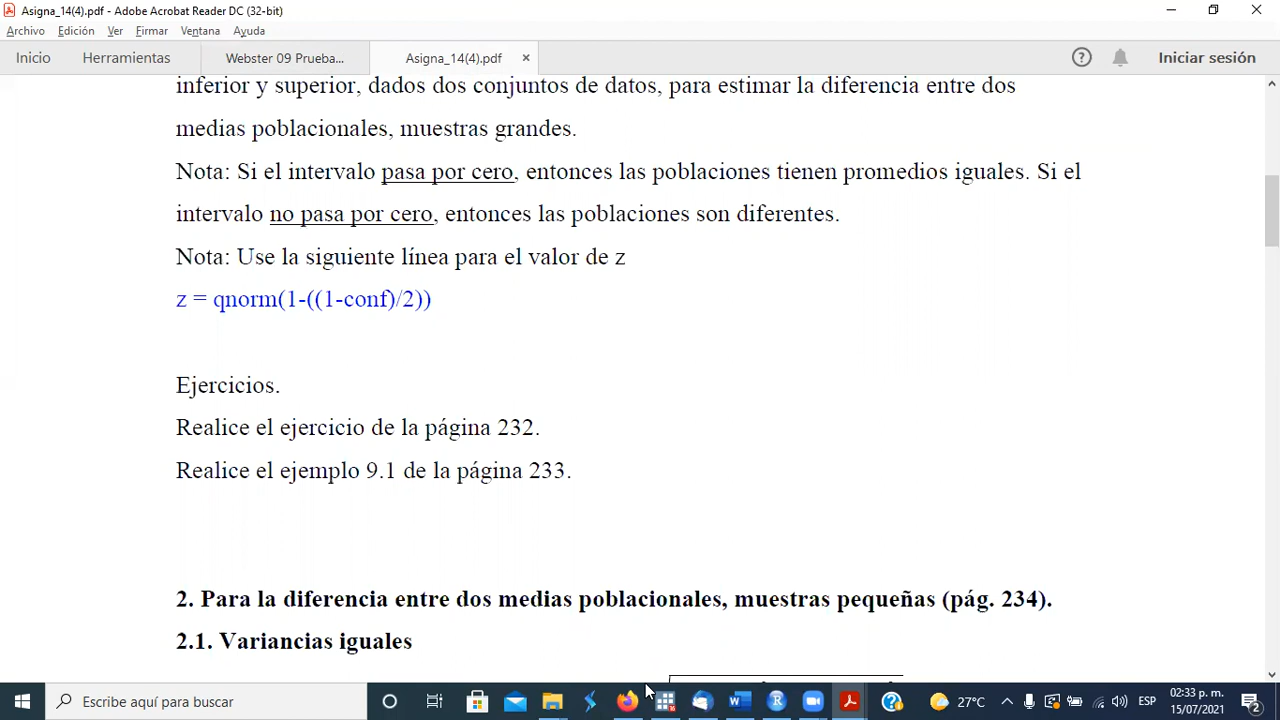 Asigna_14(4).pdf - Adobe Acrobat Reader DC (32-bit)
Archivo Edición Ver Firmar Ventana Ayuda
Inicio Herramientas Webster 09 Prueba... Asigna_14(4).pdf × Iniciar sesión
inferior y superior, dados dos conjuntos de datos, para estimar la diferencia entre dos
medias poblacionales, muestras grandes.
Nota: Si el intervalo pasa por cero, entonces las poblaciones tienen promedios iguales. Si el
intervalo no pasa por cero, entonces las poblaciones son diferentes.
Nota: Use la siguiente línea para el valor de z
z = qnorm(1-((1-conf)/2))
Ejercicios.
Realice el ejercicio de la página 232.
Realice el ejemplo 9.1 de la página 233.
2. Para la diferencia entre dos medias poblacionales, muestras pequeñas (pág. 234).
2.1. Variancias iguales
Escribe aquí para buscar
27°C ESP 02:33 p. m.
15/07/2021 2